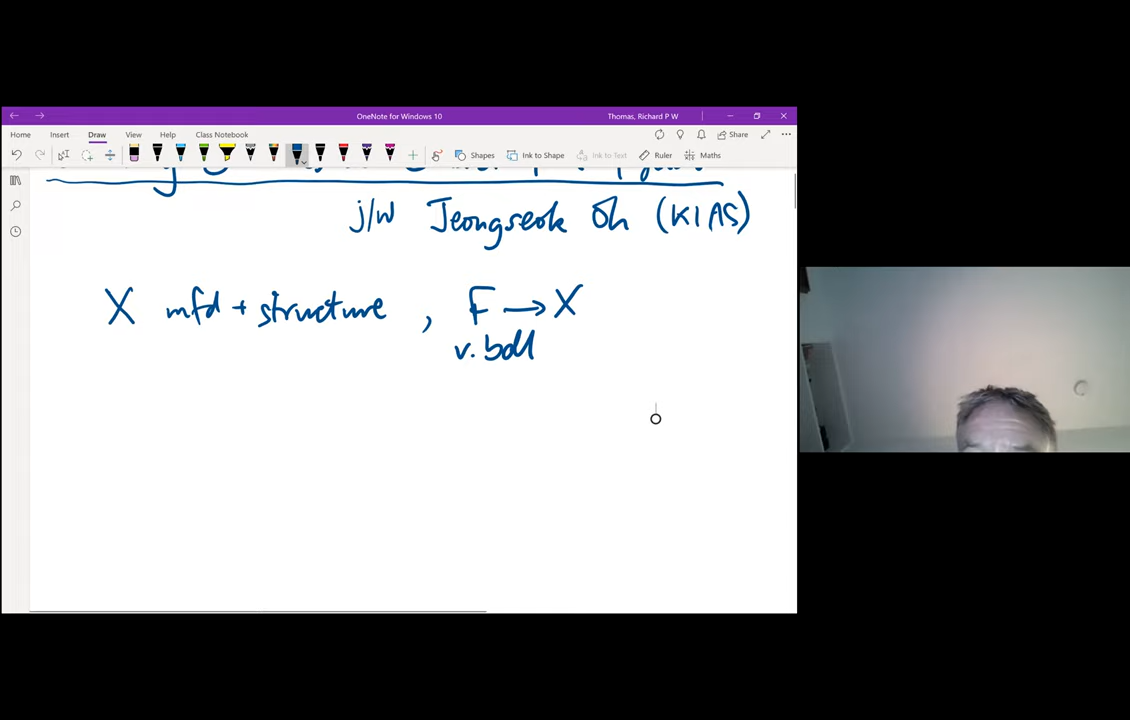 OneNote for Windows 10
Thomas, Richard P W
Home Insert Draw View Help Class Notebook
Share
Shapes Ink to Shape Ink to Text Ruler Maths
j/w Jeongseok Oh (KIAS)
X mfd + structure , F → X
v. bdl